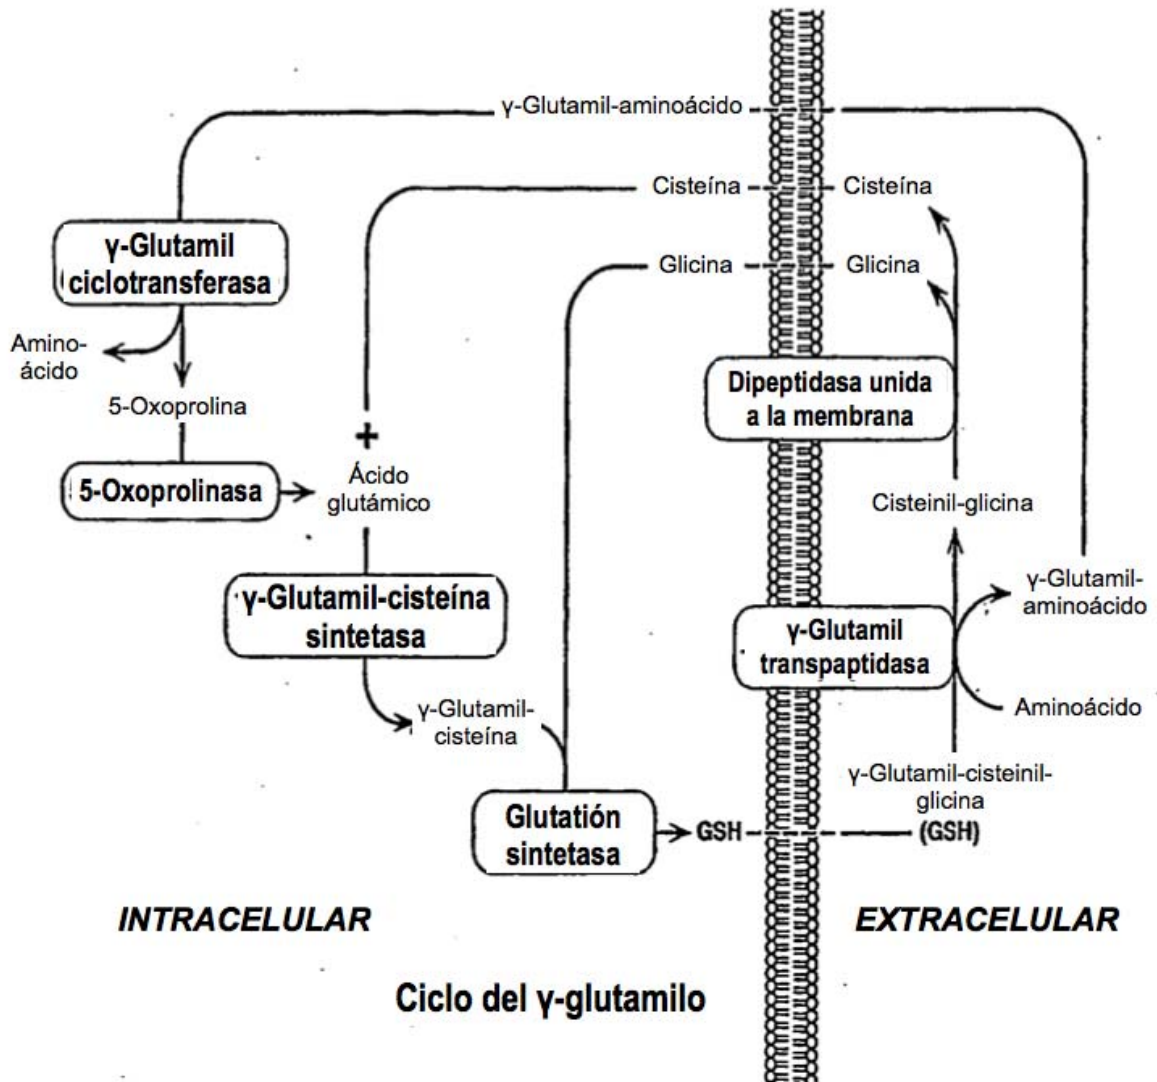 γ-Glutamil-aminoácido
Cisteína
Cisteína
Glicina
Glicina
γ-Glutamil
ciclotransferasa
Amino-
ácido
5-Oxoprolina
5-Oxoprolinasa
+
Ácido
glutámico
Dipeptidasa unida
a la membrana
Cisteinil-glicina
γ-Glutamil-
aminoácido
γ-Glutamil-cisteína
sintetasa
γ-Glutamil
transpaptidasa
Aminoácido
γ-Glutamil-
cisteína
γ-Glutamil-cisteinil-
glicina
Glutatión
sintetasa
GSH
(GSH)
INTRACELULAR
EXTRACELULAR
Ciclo del γ-glutamilo